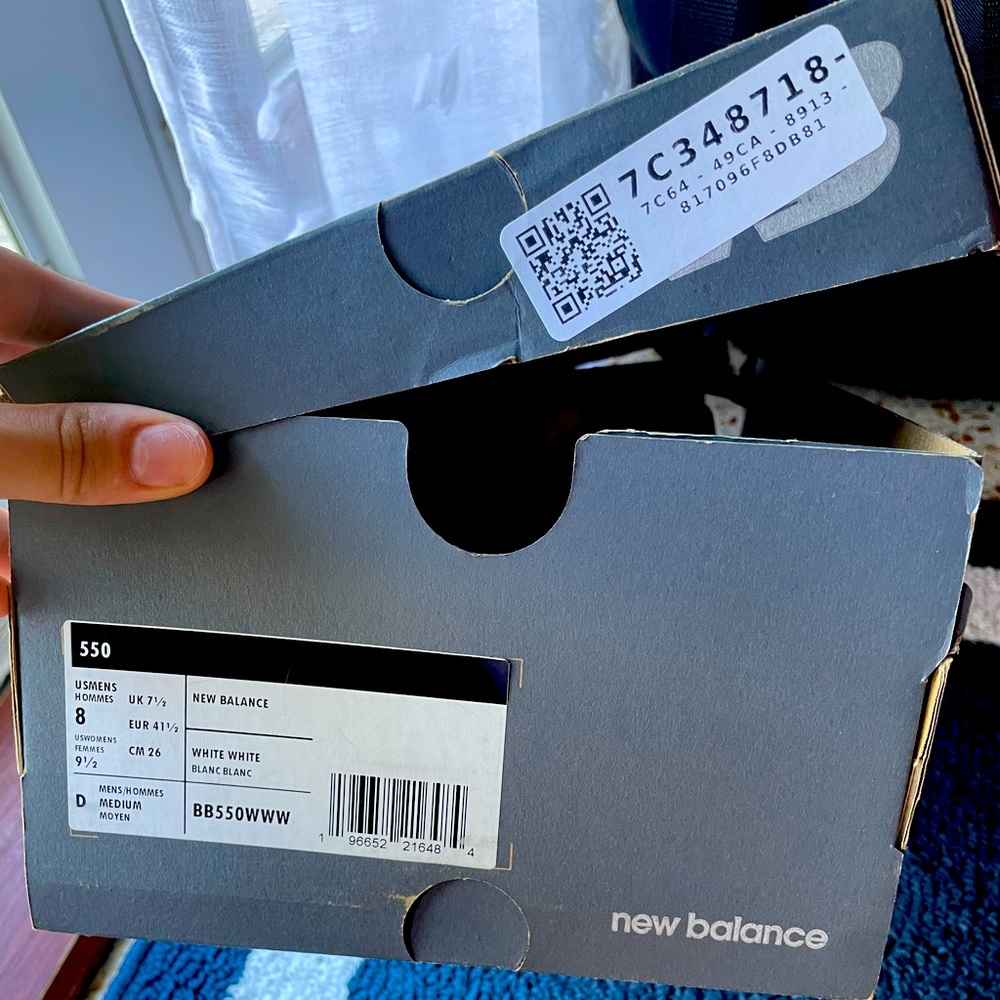 7C348718-
7C64 - 49CA - 8913 -
817096F8DB81
550
USMENS
HOMMES
8
USWOMENS
FEMMES
9½
UK 7½
EUR 41½
CM 26
D
MENS/HOMMES
MEDIUM
MOYEN
NEW BALANCE
WHITE WHITE
BLANC BLANC
BB550WWW
1 96652 21648 4
new balance